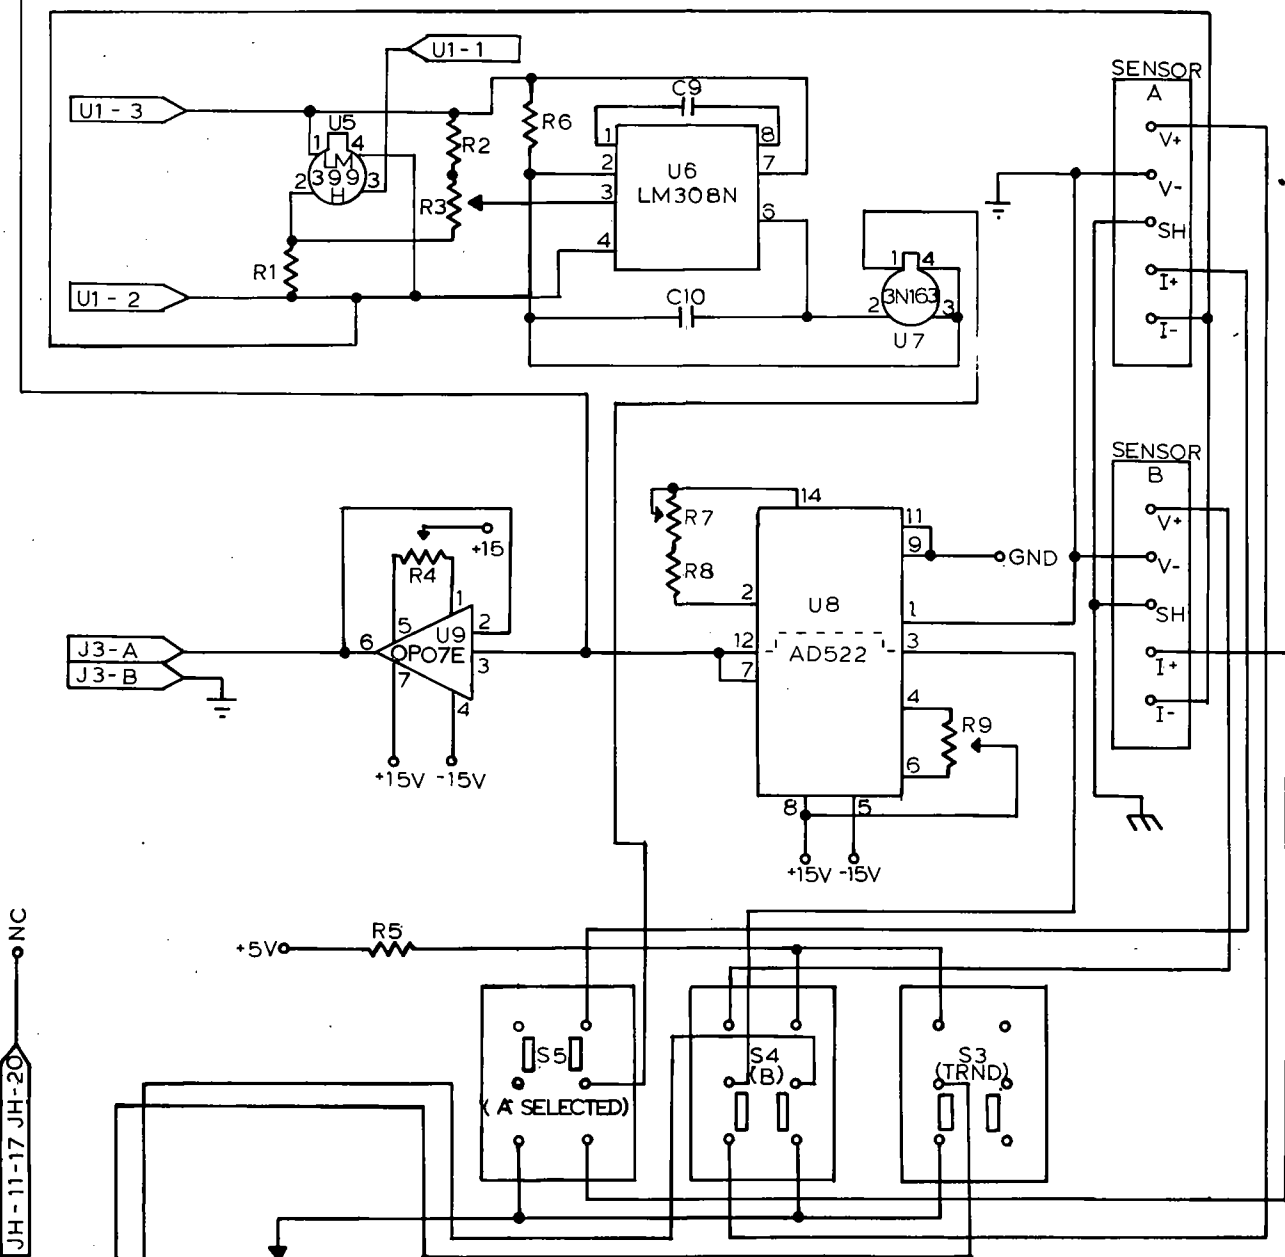 U1-1
SENSOR
A
C9
U1-3
U5
R6
V+
1
4
R2
1
8
LM
2
399
3
2
U6
7
V-
H
R3
3
LM308N
6
SH
4
1
4
R1
I+
U1-2
C10
2
3N163
3
I-
U7
SENSOR
B
14
R7
11
V+
+15
9
GND
V-
R4
R8
1
2
U8
5
U9
2
1
SH
J3-A
6
OP07E
12
3
J3-B
3
7
AD522
I+
7
4
4
R9
I-
+15V
-15V
6
8
5
+15V
-15V
NC
R5
+5V
S5
S4
S3
(B)
(TRND)
(A SELECTED)
JH-11-17 JH-20